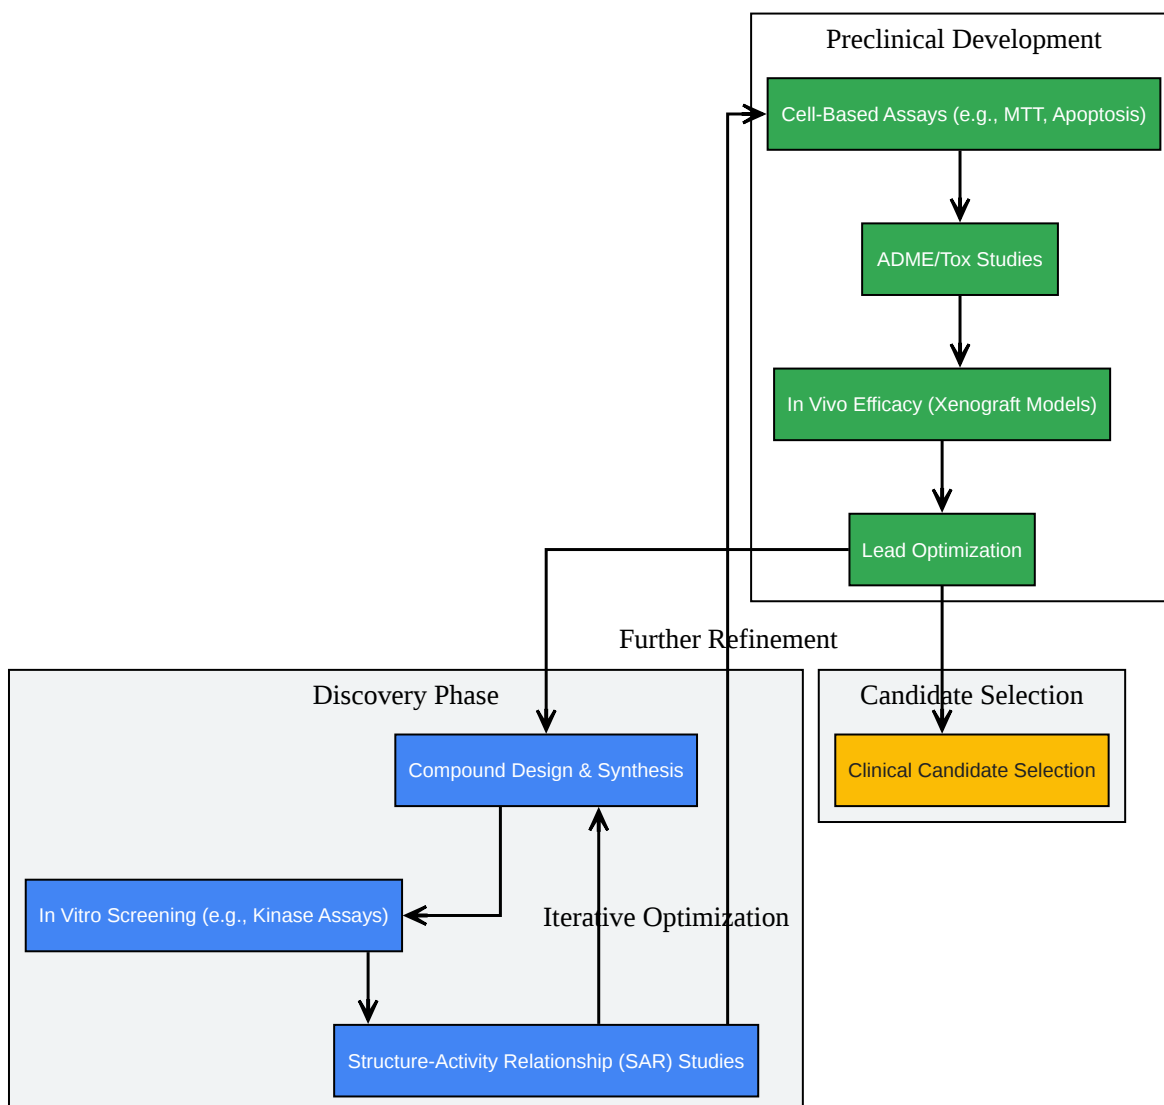 Preclinical Development
Cell-Based Assays (e.g., MTT, Apoptosis)
ADME/Tox Studies
In Vivo Efficacy (Xenograft Models)
Lead Optimization
Further Refinement
Discovery Phase
Candidate Selection
Compound Design & Synthesis
Clinical Candidate Selection
In Vitro Screening (e.g., Kinase Assays)
Iterative Optimization
Structure-Activity Relationship (SAR) Studies